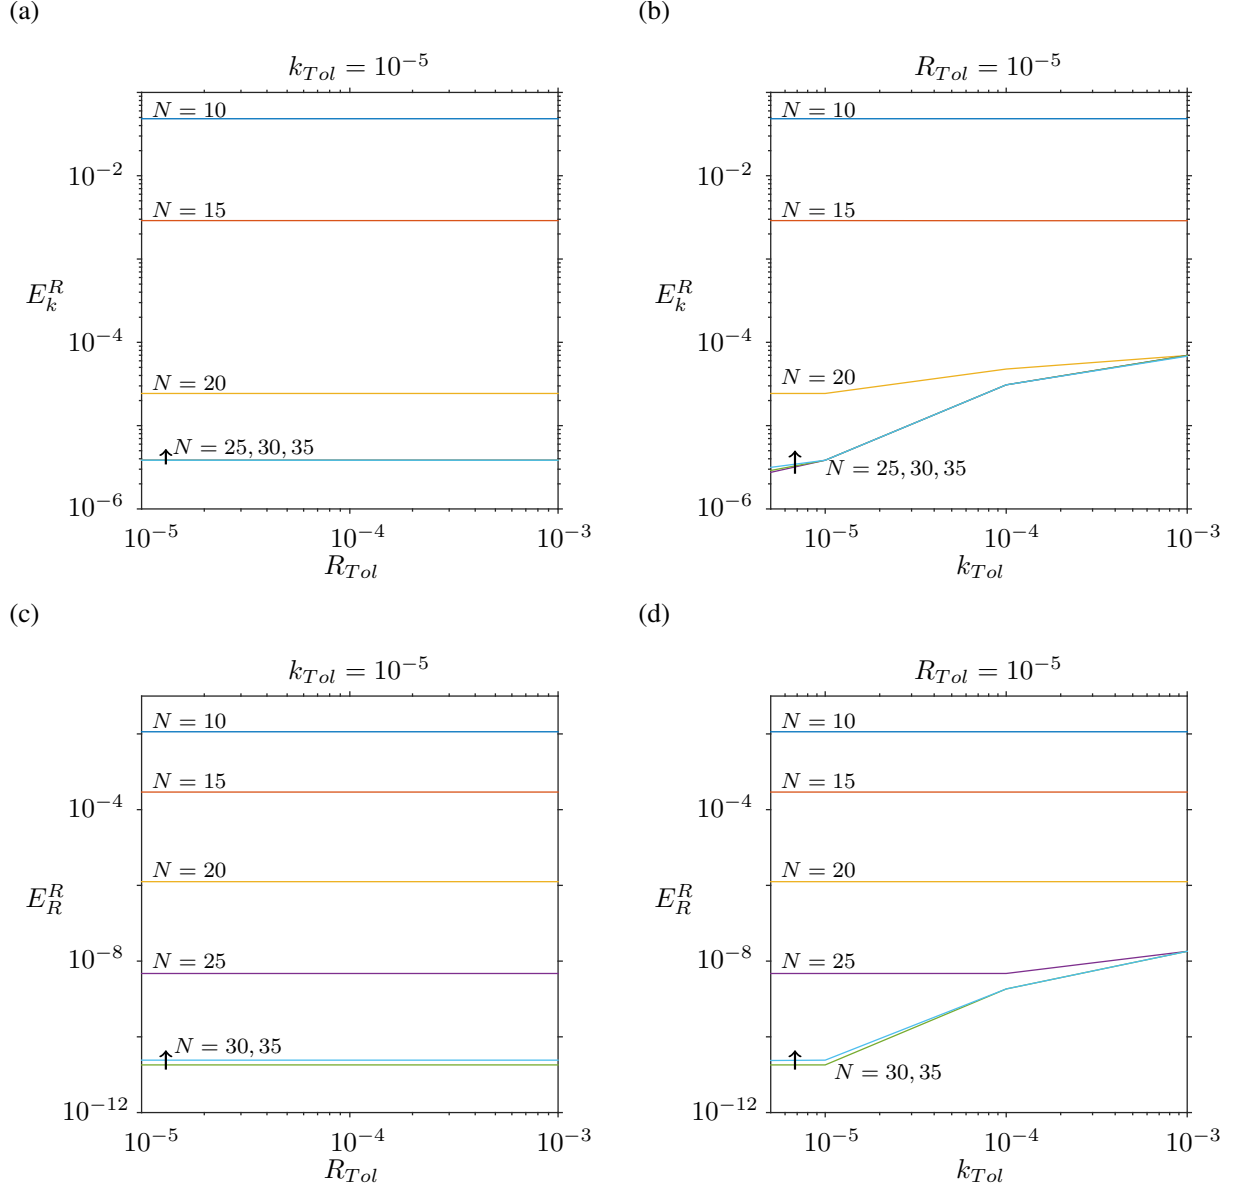 (a)
k_{Tol} = 10^{-5}
N = 10
10^{-2}
N = 15
E_k^R
10^{-4}
N = 20
N = 25, 30, 35
10^{-6}
10^{-5} 10^{-4} 10^{-3}
R_{Tol}
(b)
R_{Tol} = 10^{-5}
N = 10
10^{-2}
N = 15
E_k^R
10^{-4}
N = 20
N = 25, 30, 35
10^{-6}
10^{-5} 10^{-4} 10^{-3}
k_{Tol}
(c)
k_{Tol} = 10^{-5}
N = 10
N = 15
10^{-4}
N = 20
E_R^R
N = 25
10^{-8}
N = 30, 35
10^{-12}
10^{-5} 10^{-4} 10^{-3}
R_{Tol}
(d)
R_{Tol} = 10^{-5}
N = 10
N = 15
10^{-4}
N = 20
E_R^R
N = 25
10^{-8}
N = 30, 35
10^{-12}
10^{-5} 10^{-4} 10^{-3}
k_{Tol}